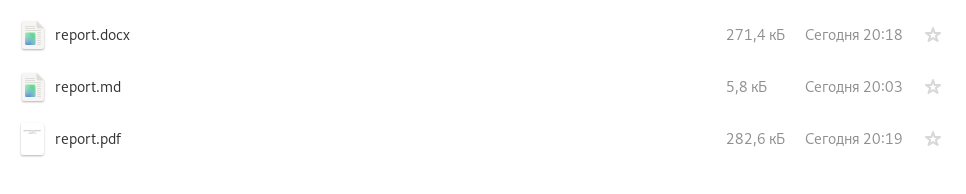 report.docx 271,4 кБ Сегодня 20:18
report.md 5,8 кБ Сегодня 20:03
report.pdf 282,6 кБ Сегодня 20:19